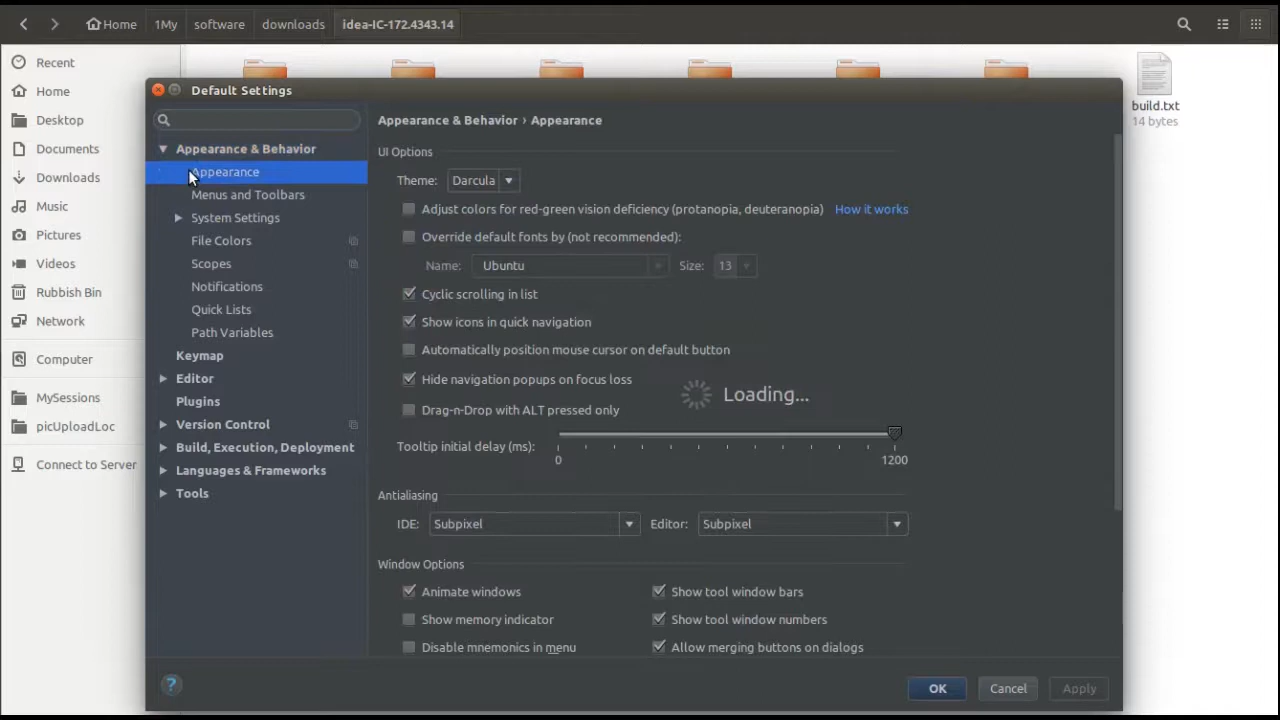 Home 1My software downloads idea-IC-172.4343.14
Recent
Home
Desktop
Documents
Downloads
Music
Pictures
Videos
Rubbish Bin
Network
Computer
MySessions
picUploadLoc
Connect to Server
build.txt
14 bytes
Default Settings
Appearance & Behavior
Appearance
Menus and Toolbars
System Settings
File Colors
Scopes
Notifications
Quick Lists
Path Variables
Keymap
Editor
Plugins
Version Control
Build, Execution, Deployment
Languages & Frameworks
Tools
Appearance & Behavior › Appearance
UI Options
Theme: Darcula
Adjust colors for red-green vision deficiency (protanopia, deuteranopia) How it works
Override default fonts by (not recommended):
Name: Ubuntu Size: 13
Cyclic scrolling in list
Show icons in quick navigation
Automatically position mouse cursor on default button
Hide navigation popups on focus loss
Loading...
Drag-n-Drop with ALT pressed only
Tooltip initial delay (ms):
0 1200
Antialiasing
IDE: Subpixel Editor: Subpixel
Window Options
Animate windows Show tool window bars
Show memory indicator Show tool window numbers
Disable mnemonics in menu Allow merging buttons on dialogs
? OK Cancel Apply